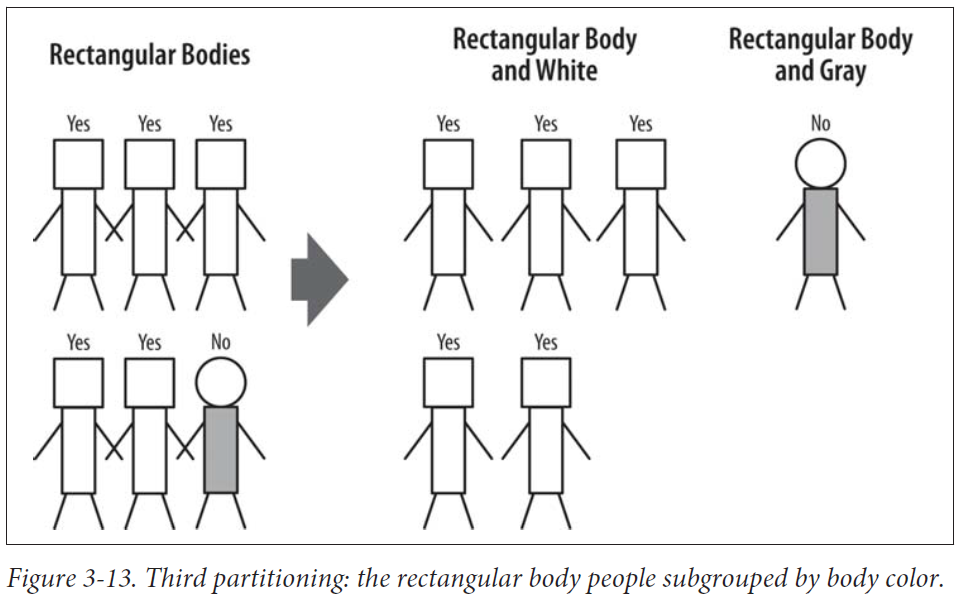 Rectangular Bodies
Rectangular Body
and White
Rectangular Body
and Gray
Yes Yes Yes
Yes Yes Yes
No
Yes Yes No
Yes Yes
Figure 3-13. Third partitioning: the rectangular body people subgrouped by body color.